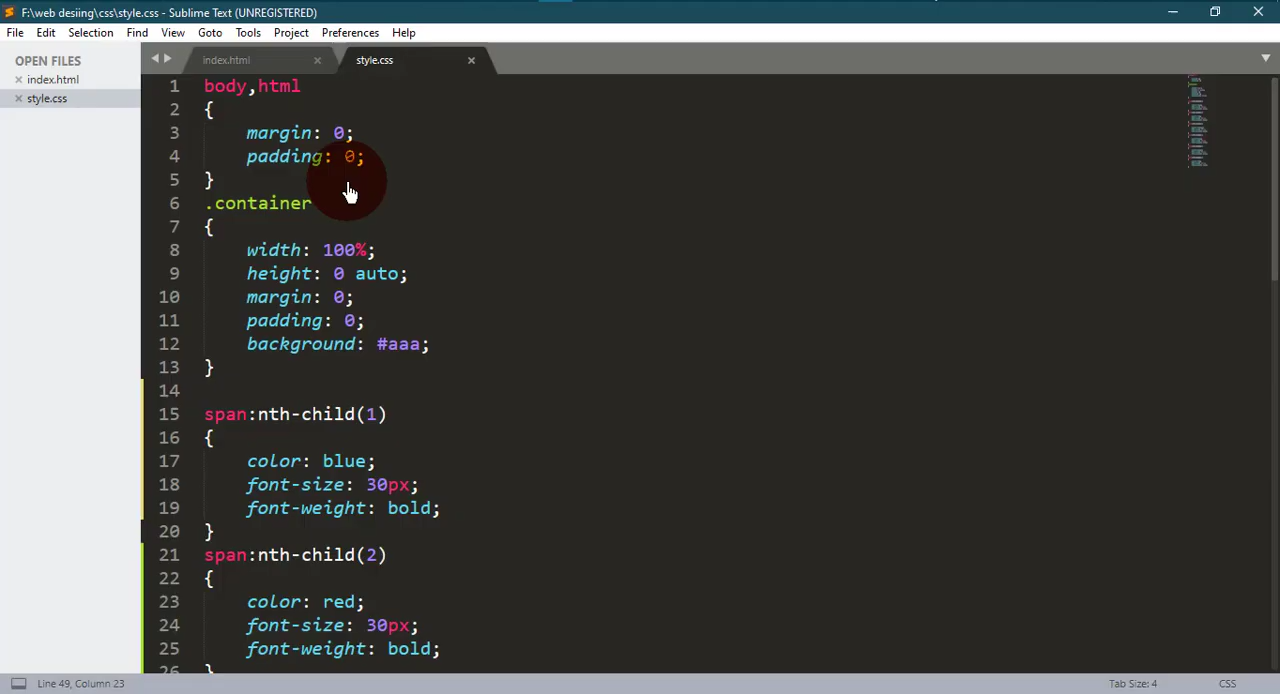 F:\web desiing\css\style.css - Sublime Text (UNREGISTERED)
File Edit Selection Find View Goto Tools Project Preferences Help
OPEN FILES
index.html
style.css
index.html
style.css
1 body,html
2 {
3 margin: 0;
4 padding: 0;
5 }
6 .container
7 {
8 width: 100%;
9 height: 0 auto;
10 margin: 0;
11 padding: 0;
12 background: #aaa;
13 }
14
15 span:nth-child(1)
16 {
17 color: blue;
18 font-size: 30px;
19 font-weight: bold;
20 }
21 span:nth-child(2)
22 {
23 color: red;
24 font-size: 30px;
25 font-weight: bold;
26 }
Line 49, Column 23
Tab Size: 4
CSS